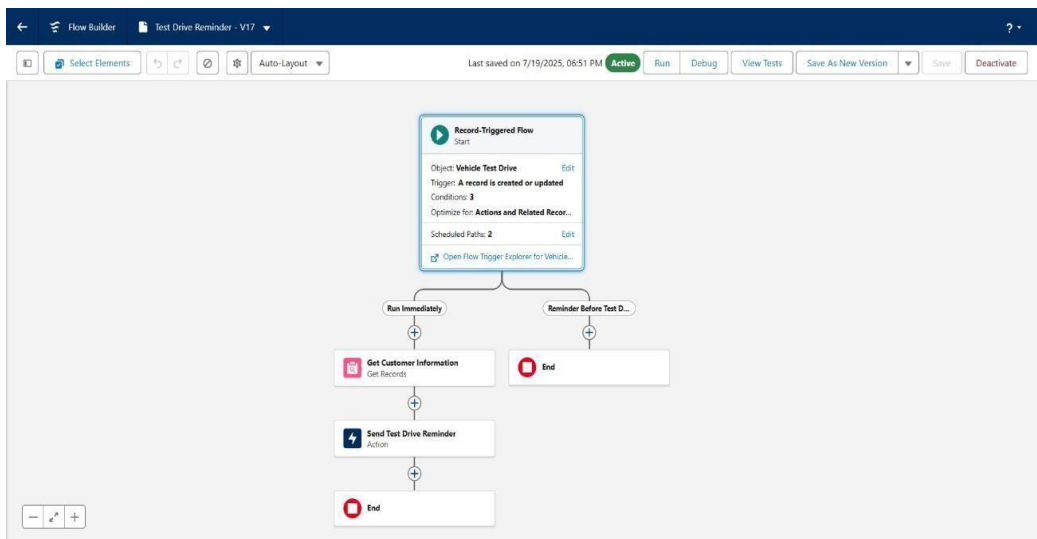 Flow Builder
Test Drive Reminder - V17
?
Select Elements
Auto-Layout
Last saved on 7/19/2025, 06:51 PM
Active
Run
Debug
View Tests
Save As New Version
Save
Deactivate
Record-Triggered Flow
Start
Object: Vehicle Test Drive
Edit
Trigger: A record is created or updated
Conditions: 3
Optimize for: Actions and Related Recor...
Scheduled Paths: 2
Edit
Open Flow Trigger Explorer for Vehicle...
Run Immediately
Reminder Before Test D...
Get Customer Information
Get Records
End
Send Test Drive Reminder
Action
End